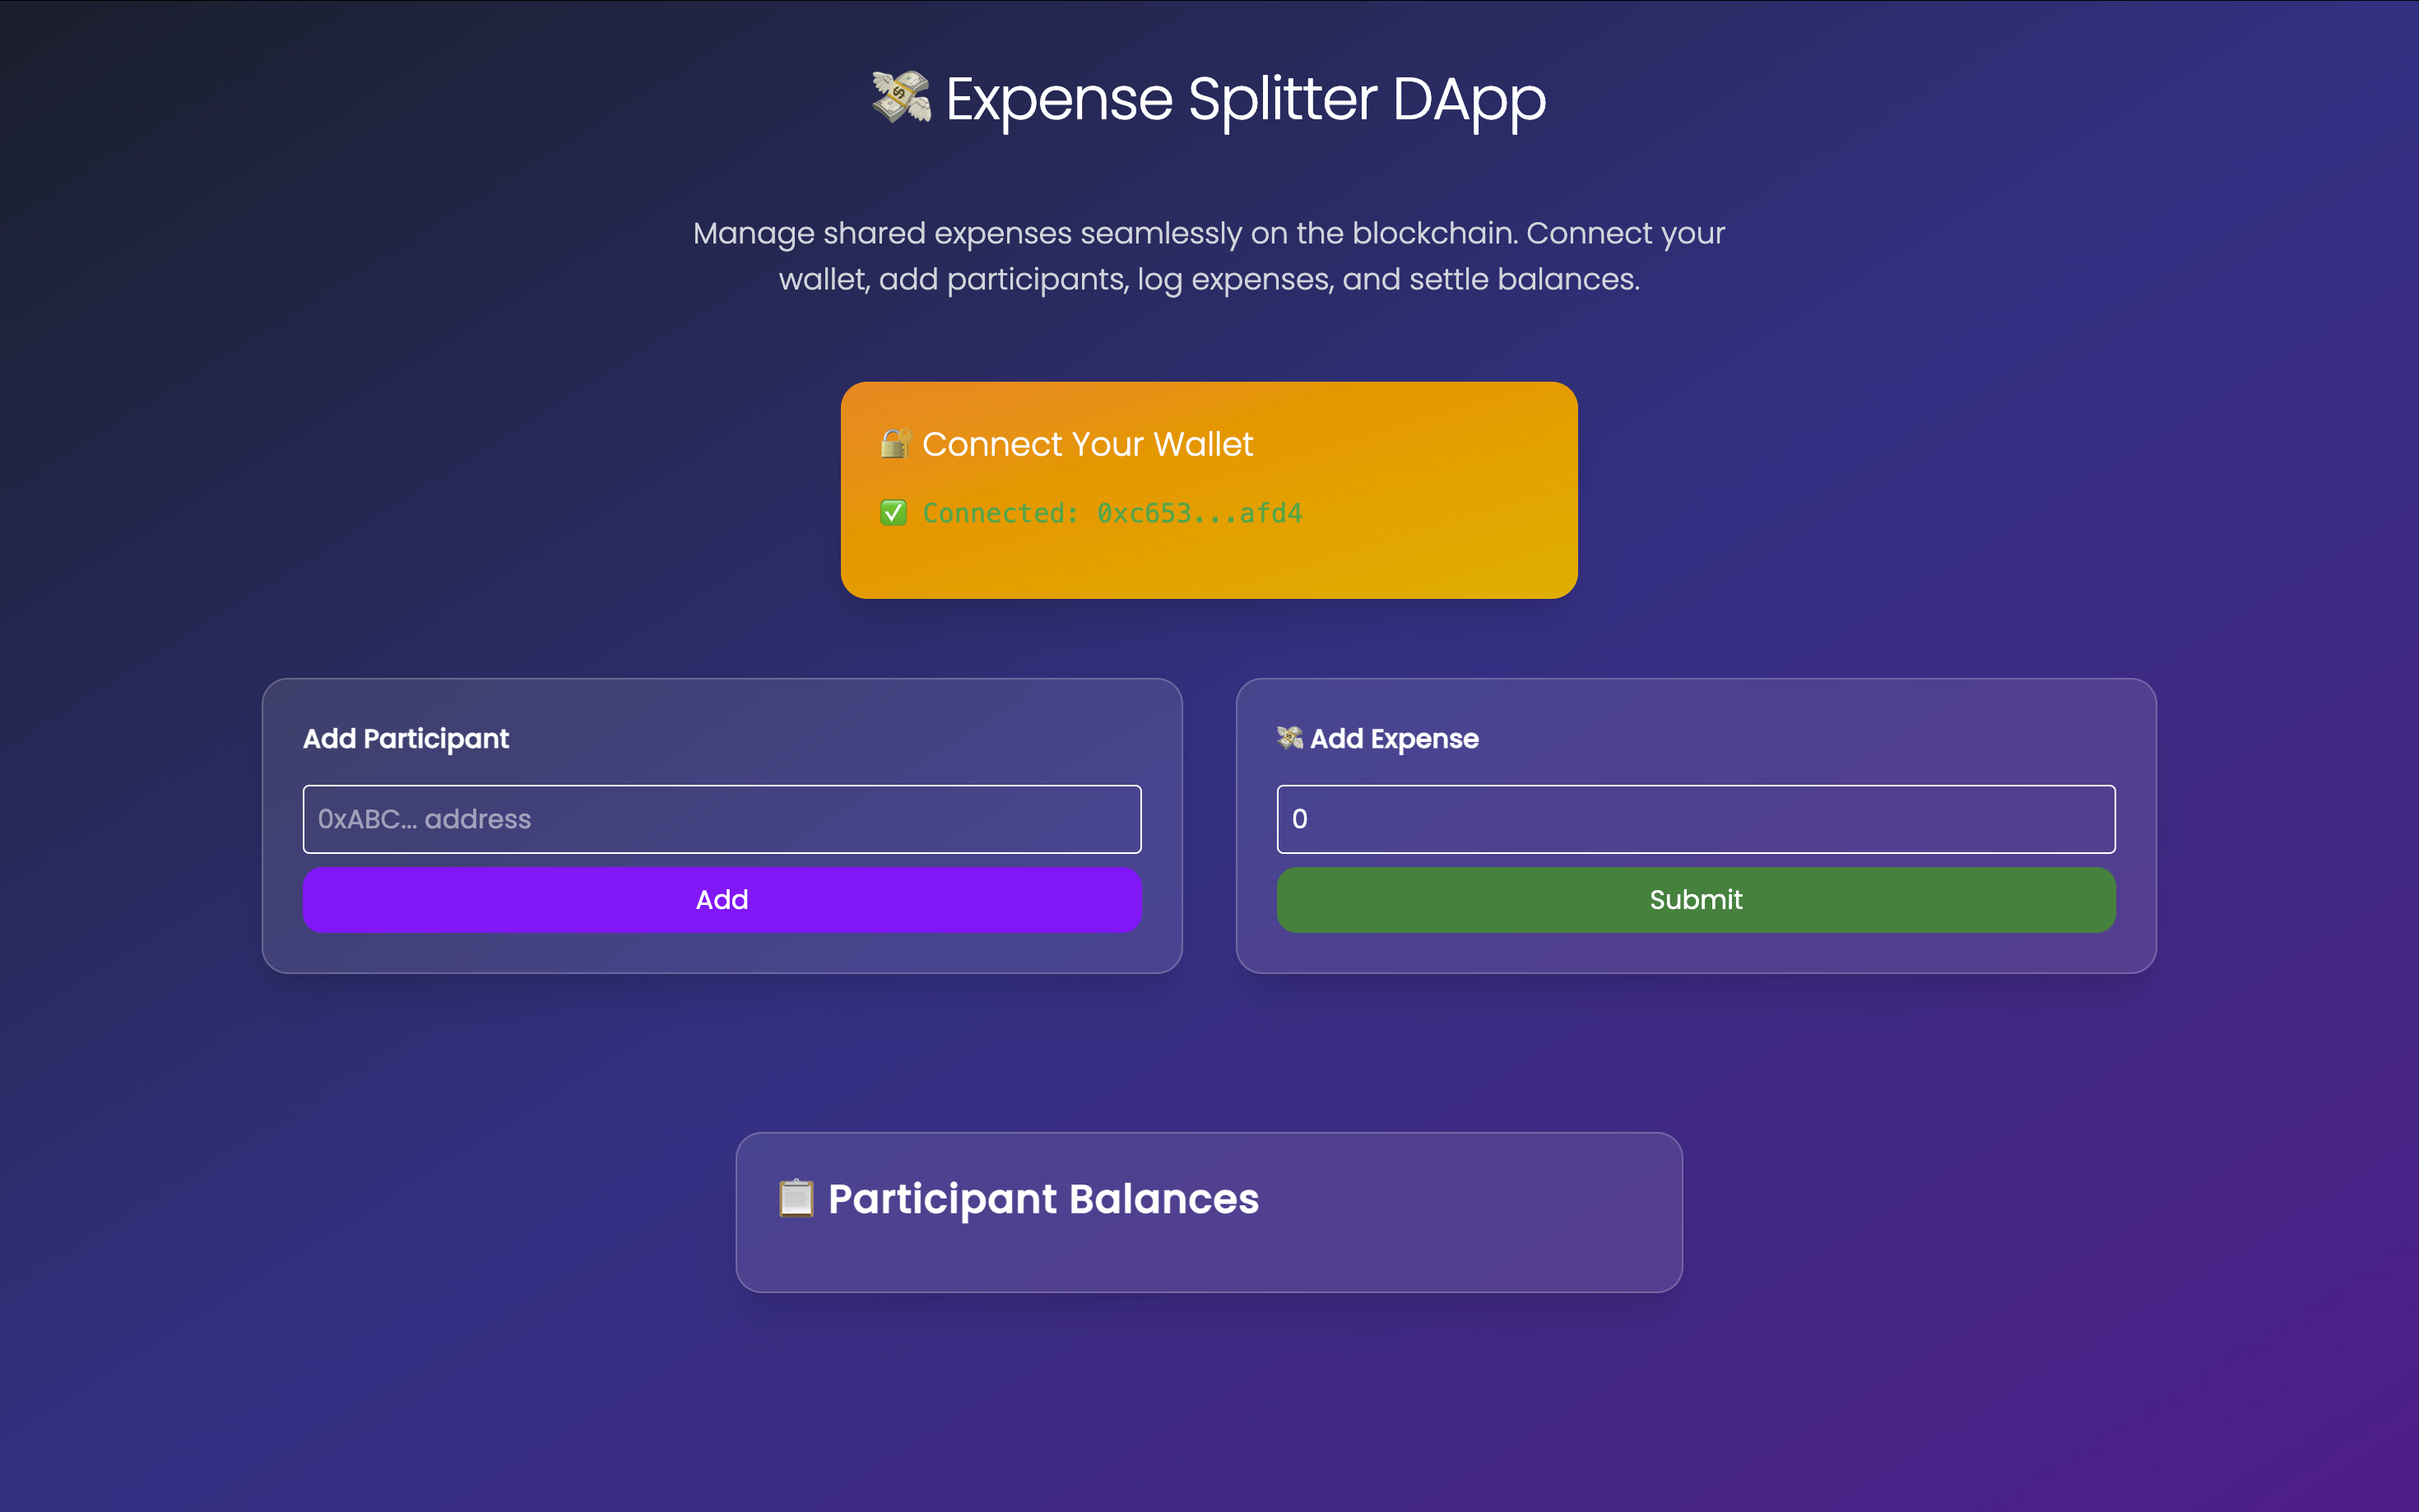 💸 Expense Splitter DApp
Manage shared expenses seamlessly on the blockchain. Connect your
wallet, add participants, log expenses, and settle balances.
🔐 Connect Your Wallet
✅ Connected: 0xc653...afd4
Add Participant
0xABC... address
Add
💸 Add Expense
0
Submit
📋 Participant Balances